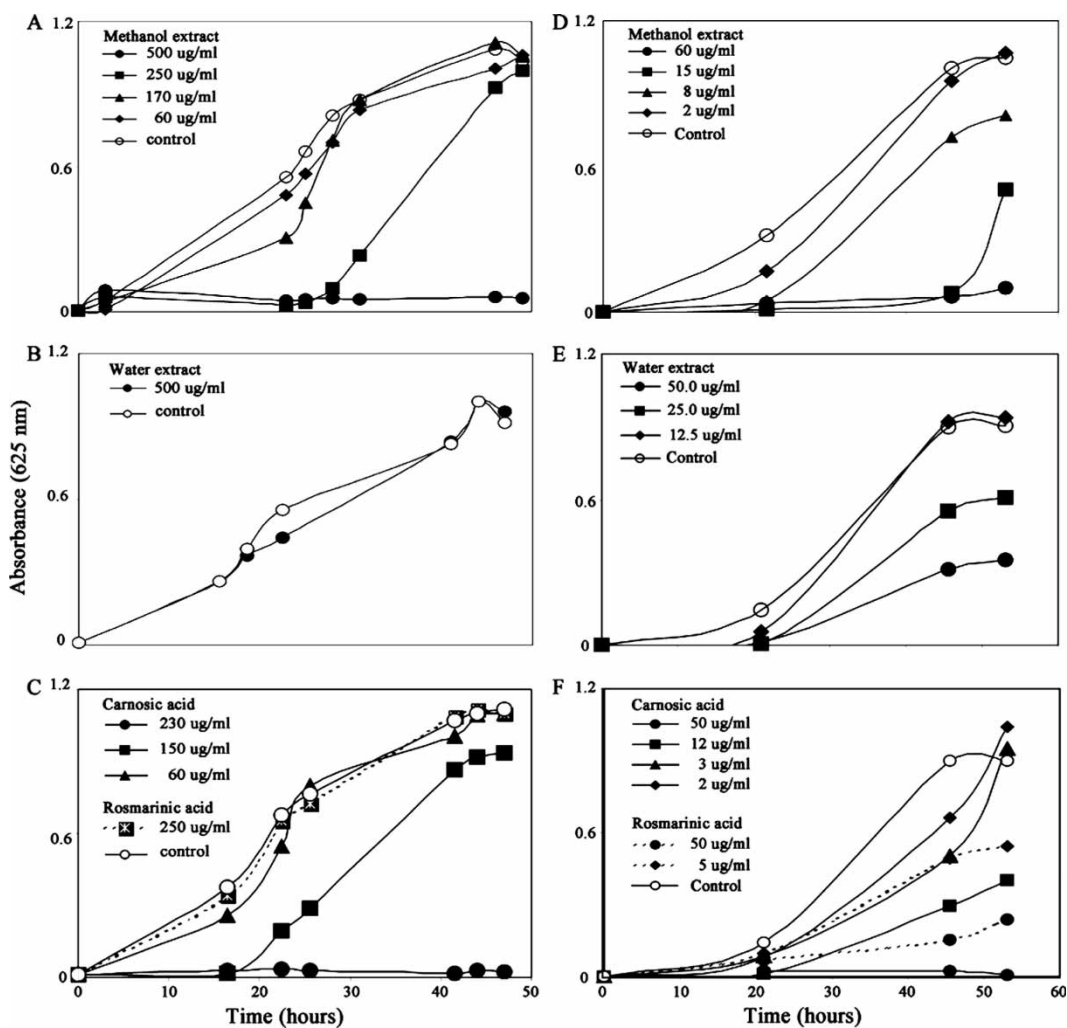 A
1.2
Methanol extract
500 ug/ml
250 ug/ml
170 ug/ml
60 ug/ml
control
0.6
0
D
1.2
Methanol extract
60 ug/ml
15 ug/ml
8 ug/ml
2 ug/ml
Control
0.6
0
B
1.2
Water extract
500 ug/ml
control
0.6
0
E
1.2
Water extract
50.0 ug/ml
25.0 ug/ml
12.5 ug/ml
Control
0.6
0
Absorbance (625 nm)
C
1.2
Carnosic acid
230 ug/ml
150 ug/ml
60 ug/ml
Rosmarinic acid
250 ug/ml
control
0.6
0
0 10 20 30 40 50
Time (hours)
F
1.2
Carnosic acid
50 ug/ml
12 ug/ml
3 ug/ml
2 ug/ml
Rosmarinic acid
50 ug/ml
5 ug/ml
Control
0.6
0
0 10 20 30 40 50 60
Time (hours)